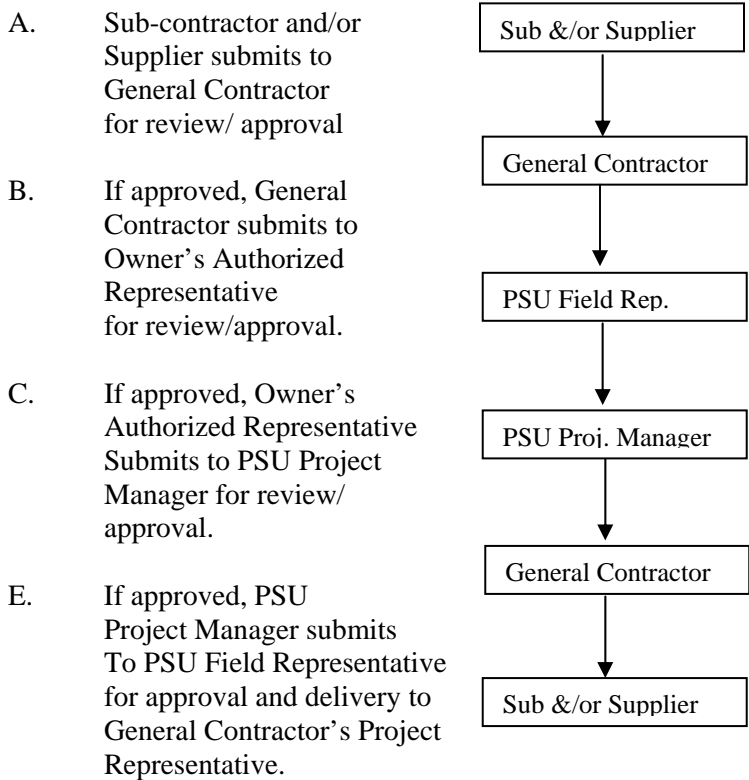 A. Sub-contractor and/or
Supplier submits to
General Contractor
for review/ approval
B. If approved, General
Contractor submits to
Owner’s Authorized
Representative
for review/approval.
C. If approved, Owner’s
Authorized Representative
Submits to PSU Project
Manager for review/
approval.
E. If approved, PSU
Project Manager submits
To PSU Field Representative
for approval and delivery to
General Contractor’s Project
Representative.
Sub &/or Supplier
General Contractor
PSU Field Rep.
PSU Proj. Manager
General Contractor
Sub &/or Supplier